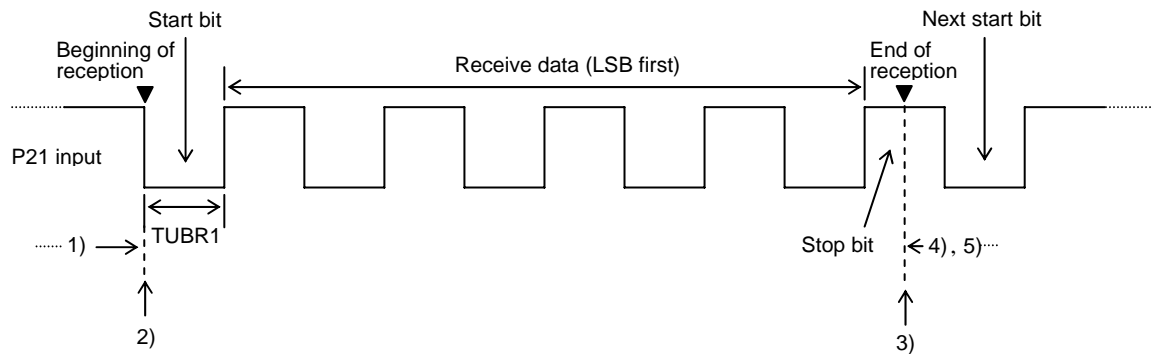 Start bit
Next start bit
Beginning of
reception
Receive data (LSB first)
End of
reception
P21 input
TUBR1
1)
Stop bit
4), 5)
2)
3)